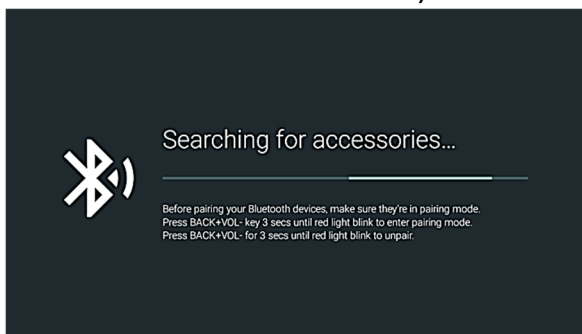 Searching for accessories...
Before pairing your Bluetooth devices, make sure they're in pairing mode.
Press BACK+VOL- key 3 secs until red light blink to enter pairing mode.
Press BACK+VOL- for 3 secs until red light blink to unpair.